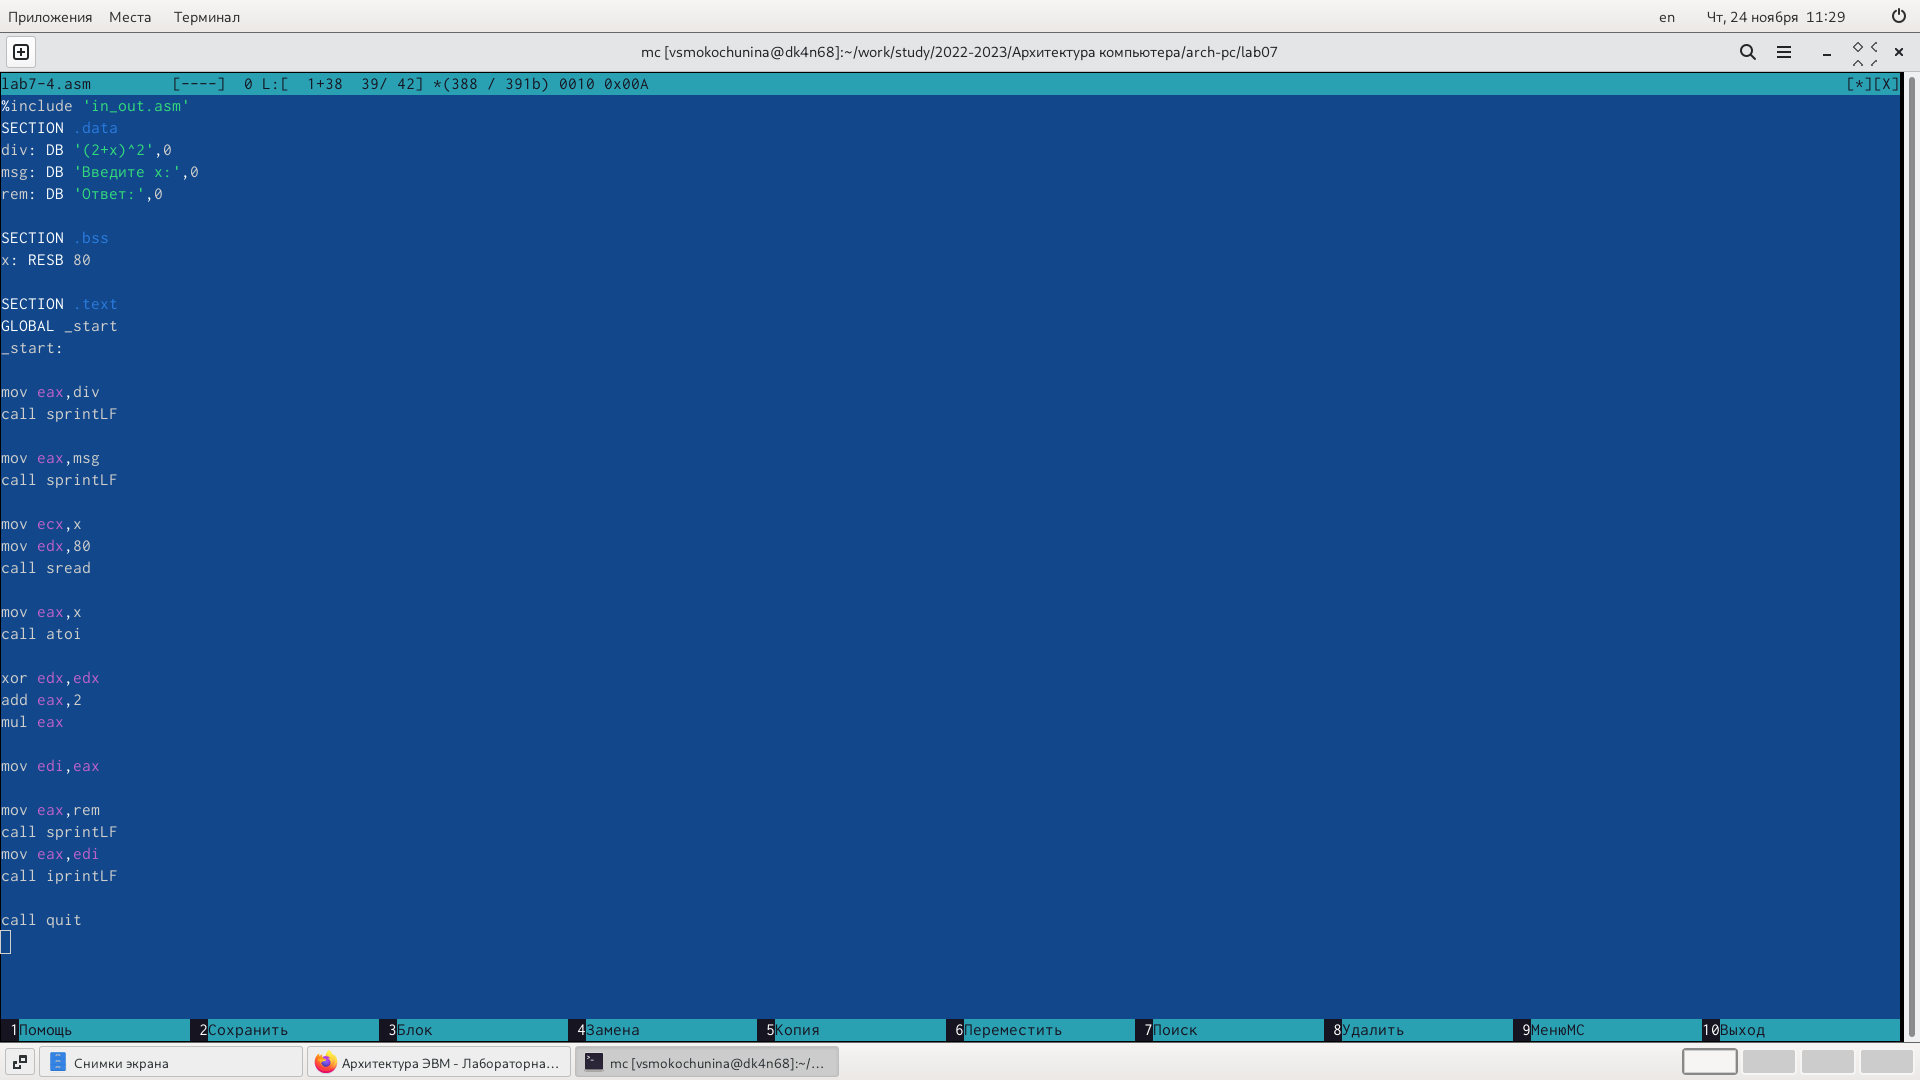 Приложения Места Терминал en Чт, 24 ноября 11:29
mc [vsmokochunina@dk4n68]:~/work/study/2022-2023/Архитектура компьютера/arch-pc/lab07
lab7-4.asm [----] 0 L:[ 1+38 39/ 42] *(388 / 391b) 0010 0x00A [*][X]
%include 'in_out.asm'
SECTION .data
div: DB '(2+x)^2',0
msg: DB 'Введите x:',0
rem: DB 'Ответ:',0
SECTION .bss
x: RESB 80
SECTION .text
GLOBAL _start
_start:
mov eax,div
call sprintLF
mov eax,msg
call sprintLF
mov ecx,x
mov edx,80
call sread
mov eax,x
call atoi
xor edx,edx
add eax,2
mul eax
mov edi,eax
mov eax,rem
call sprintLF
mov eax,edi
call iprintLF
call quit
1Помощь 2Сохранить 3Блок 4Замена 5Копия 6Переместить 7Поиск 8Удалить 9МенюMC 10Выход
Снимки экрана Архитектура ЭВМ - Лабораторна... mc [vsmokochunina@dk4n68]:~/...